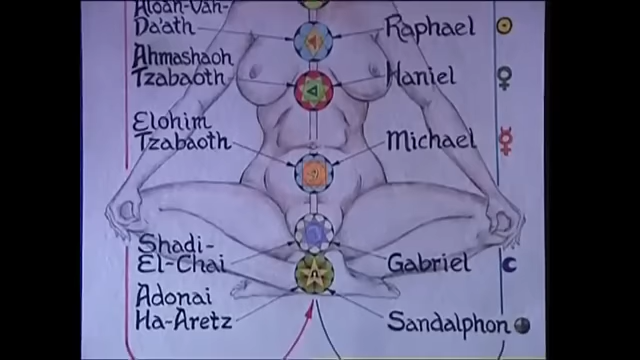 Aloah-Vah-
Da'ath
Raphael
Ahmashaoh
Tzabaoth
Haniel
Elohim
Tzabaoth
Michael
Shadi-
El-Chai
Gabriel
Adonai
Ha-Aretz
Sandalphon